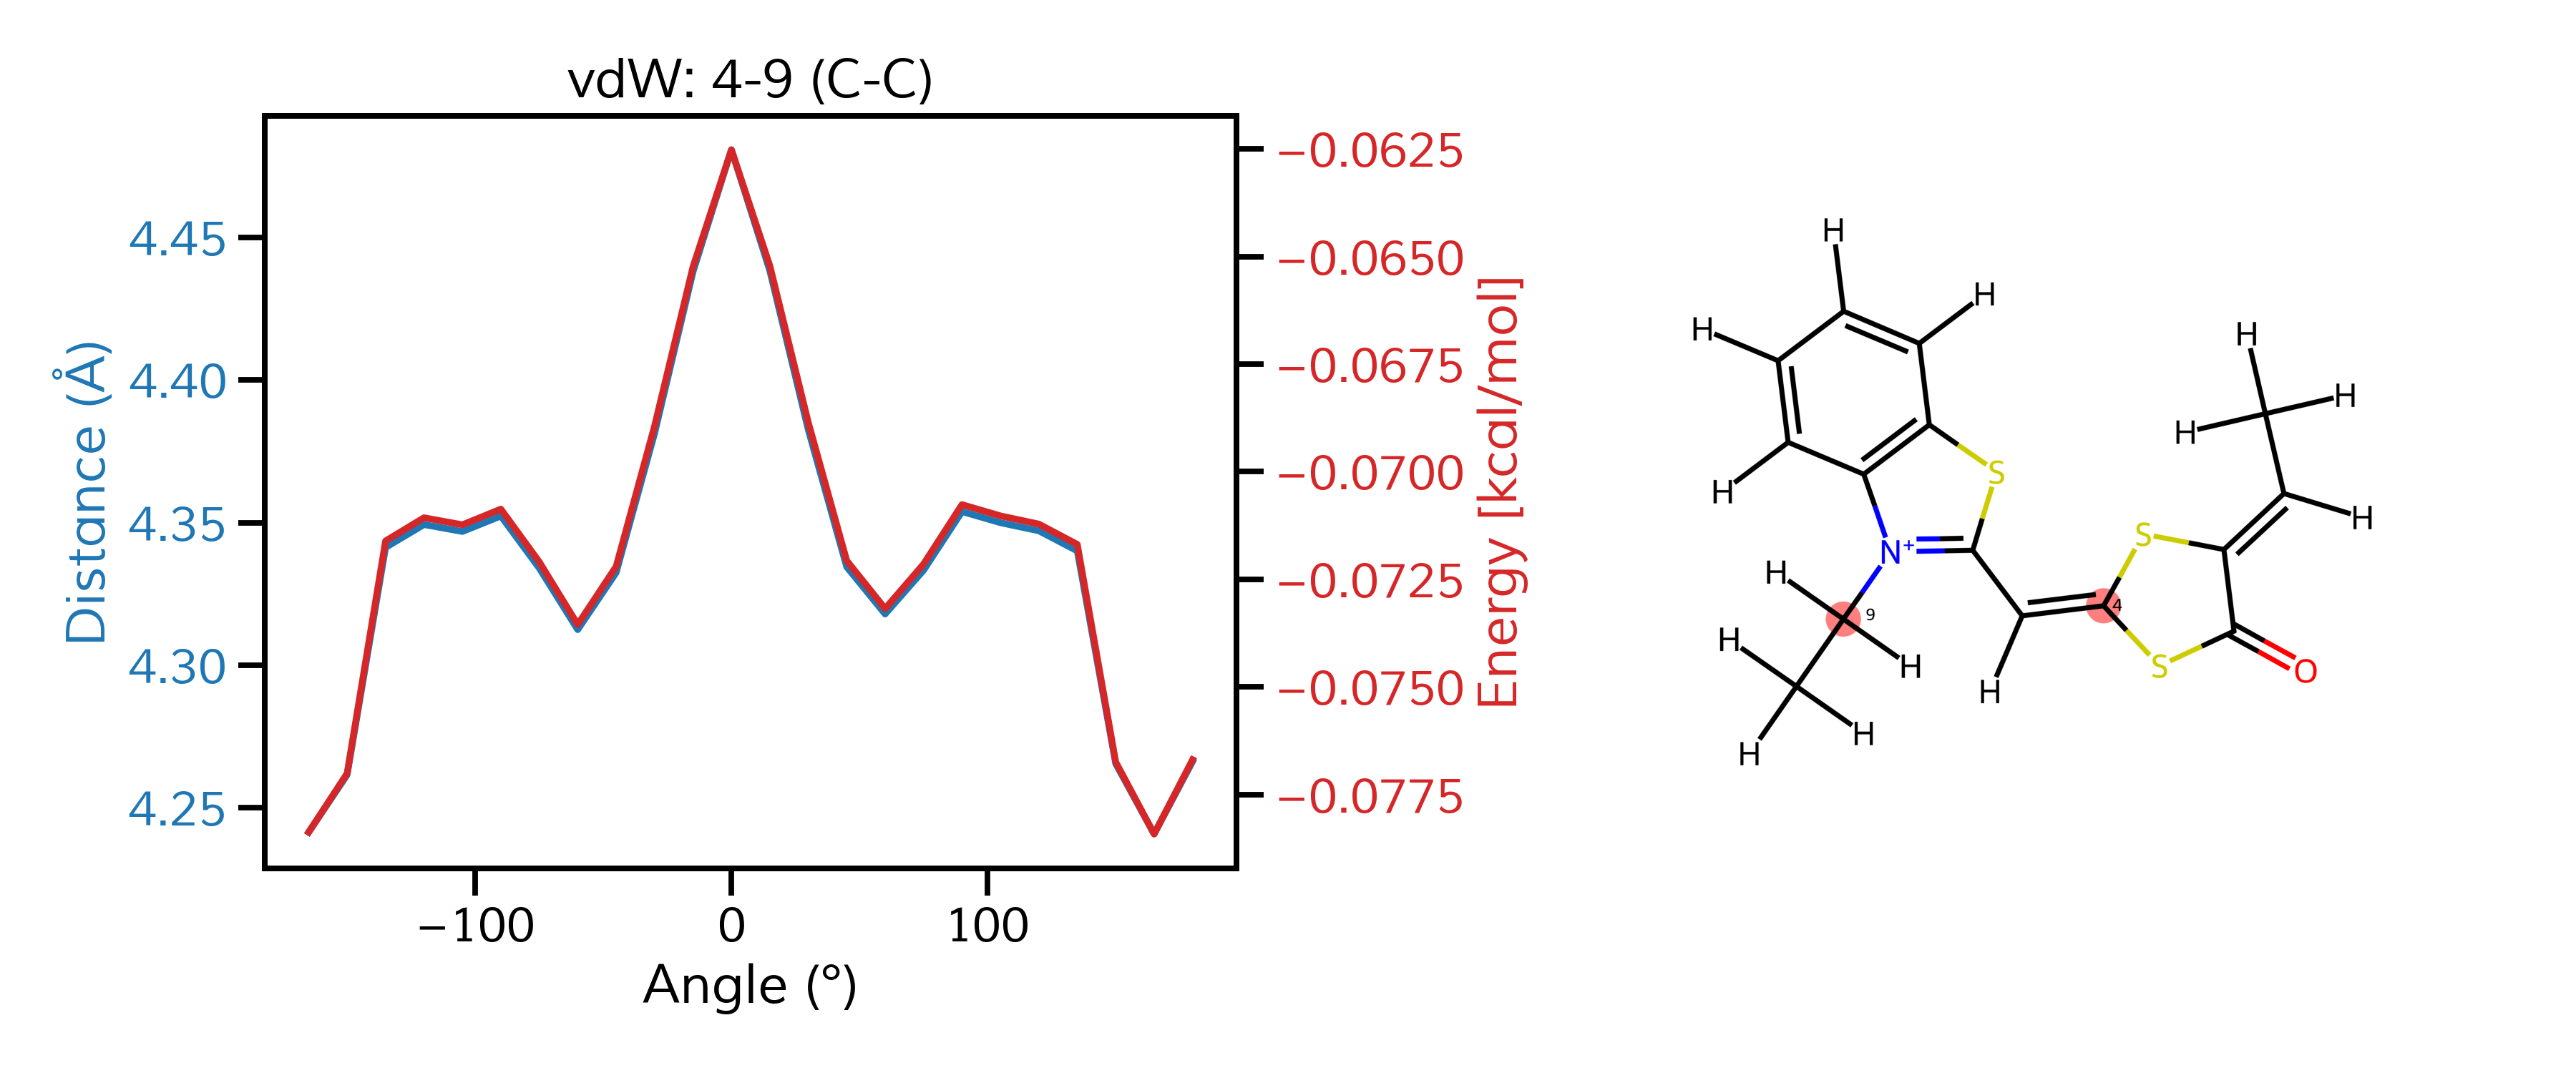 vdW: 4-9 (C-C)
4.45
4.40
4.35
4.30
4.25
Distance (Å)
−0.0625
−0.0650
−0.0675
−0.0700
−0.0725
−0.0750
−0.0775
Energy [kcal/mol]
−100
0
100
Angle (°)
H
H
H
H
H
H
H
S
H
S
N+
H
4
9
H
H
S
O
H
H
H